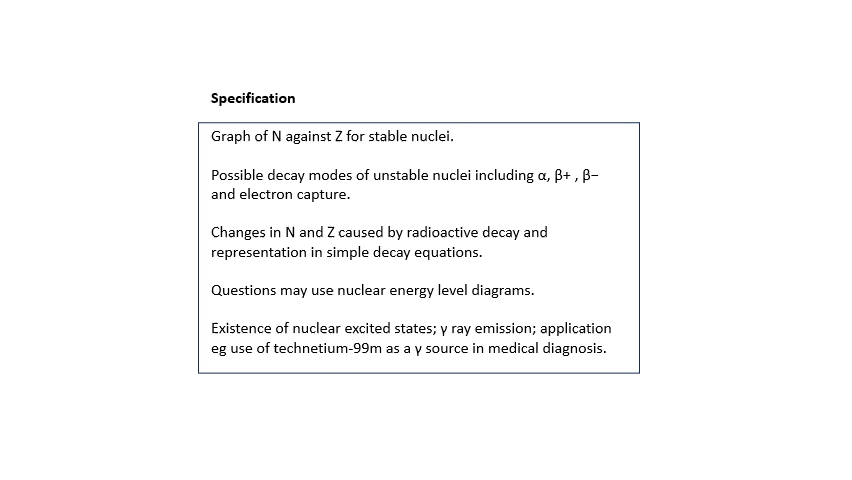 Specification
Graph of N against Z for stable nuclei.
Possible decay modes of unstable nuclei including α, β+ , β−
and electron capture.
Changes in N and Z caused by radioactive decay and
representation in simple decay equations.
Questions may use nuclear energy level diagrams.
Existence of nuclear excited states; γ ray emission; application
eg use of technetium-99m as a γ source in medical diagnosis.